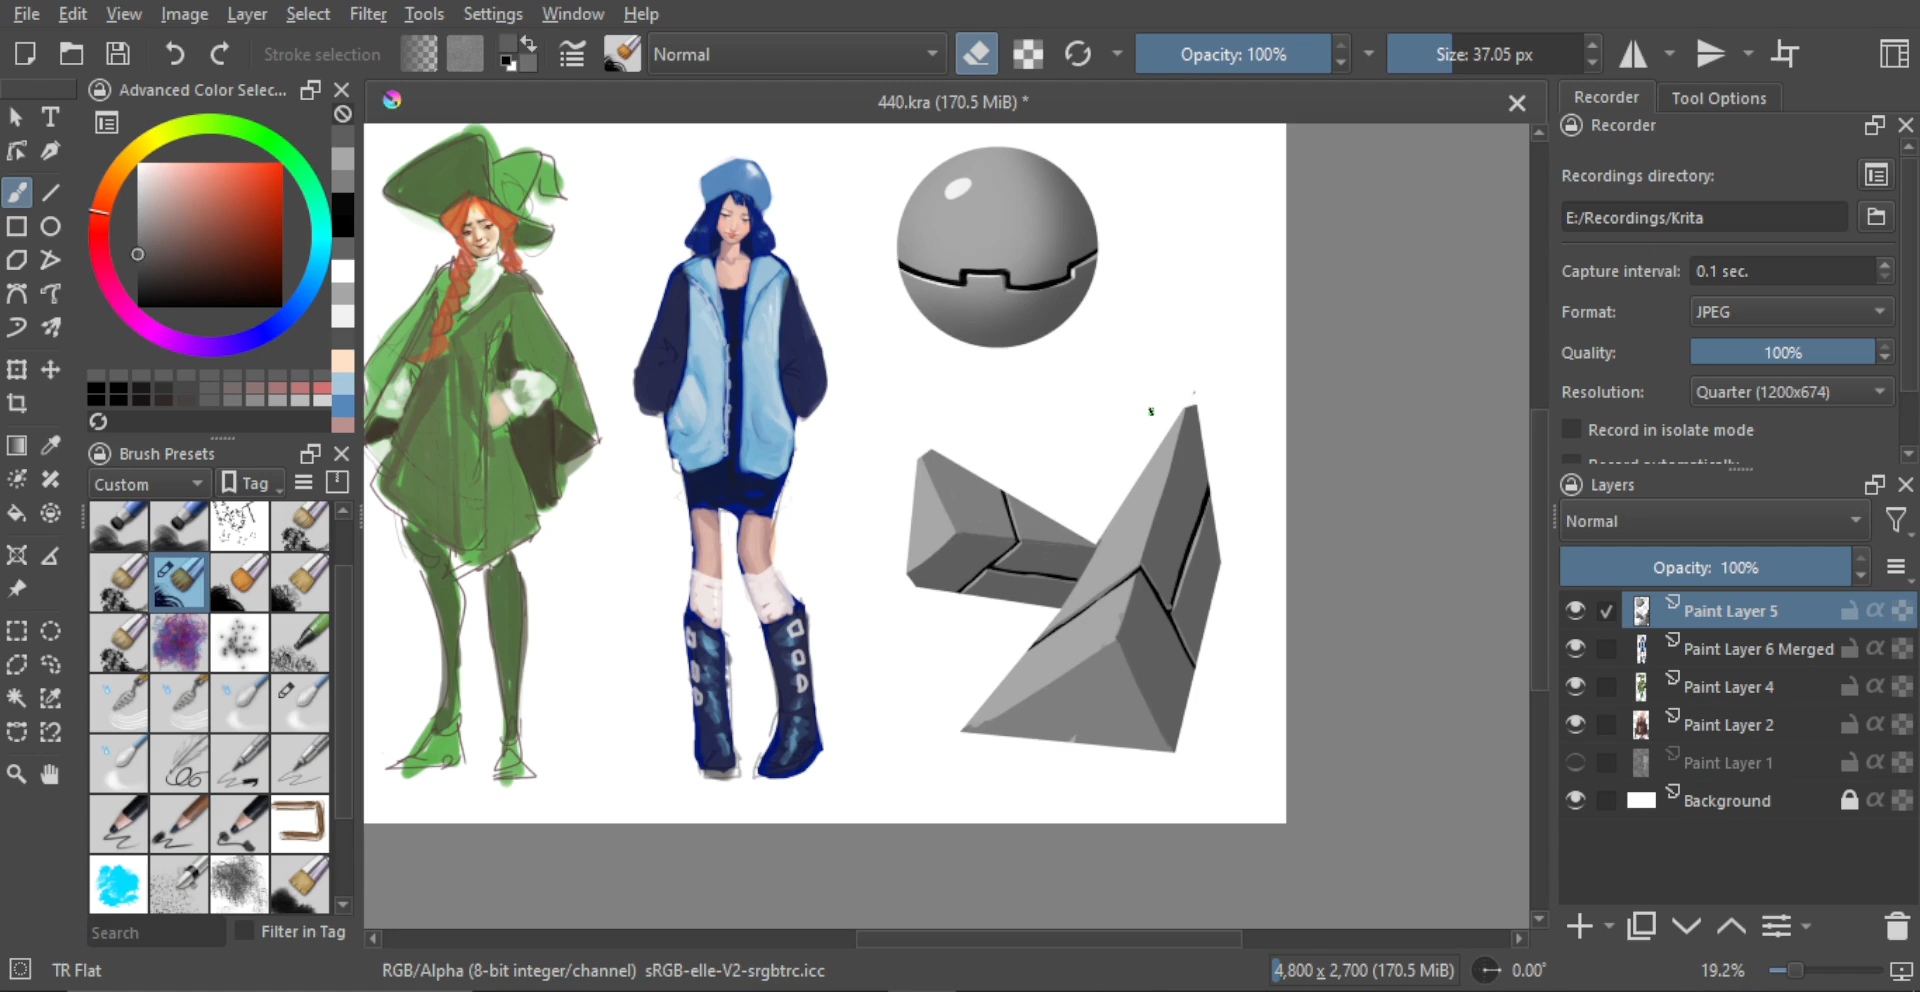 File Edit View Image Layer Select Filter Tools Settings Window Help
Stroke selection Normal Opacity: 100% Size: 37.05 px
Advanced Color Selec...
440.kra (170.5 MiB) *
Recorder Tool Options
Recorder
Recordings directory:
E:/Recordings/Krita
Capture interval: 0.1 sec.
Format: JPEG
Quality: 100%
Resolution: Quarter (1200x674)
Record in isolate mode
Brush Presets
Custom Tag
Search Filter in Tag
Layers
Normal
Opacity: 100%
Paint Layer 5
Paint Layer 6 Merged
Paint Layer 4
Paint Layer 2
Paint Layer 1
Background
TR Flat RGB/Alpha (8-bit integer/channel) sRGB-elle-V2-srgbtrc.icc 4,800 x 2,700 (170.5 MiB) 0.00° 19.2%